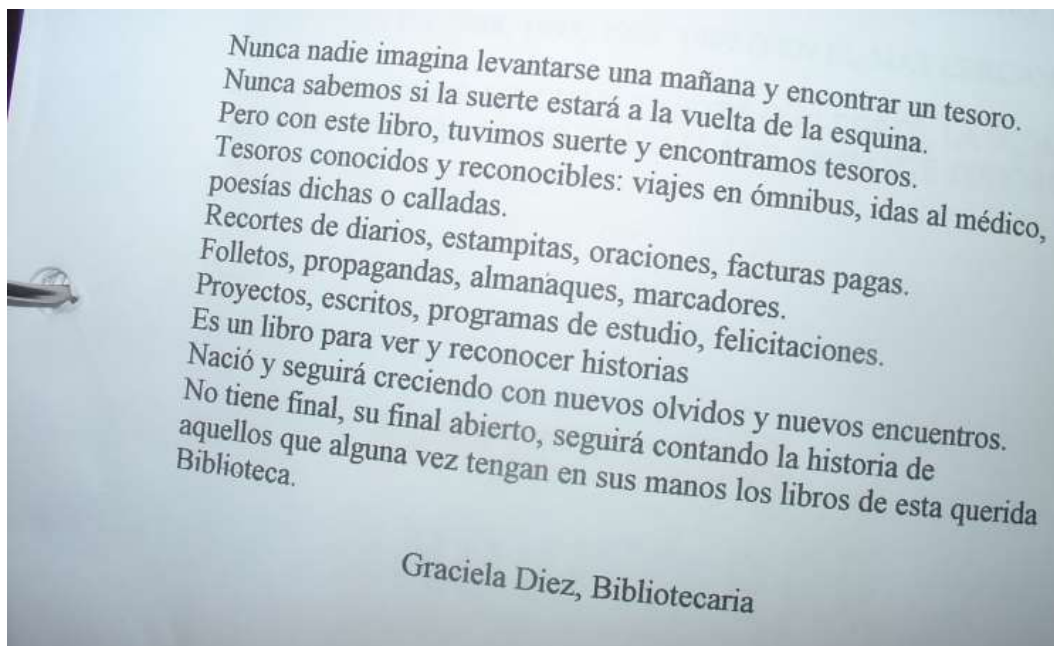 Nunca nadie imagina levantarse una mañana y encontrar un tesoro.
Nunca sabemos si la suerte estará a la vuelta de la esquina.
Pero con este libro, tuvimos suerte y encontramos tesoros.
Tesoros conocidos y reconocibles: viajes en ómnibus, idas al médico,
poesías dichas o calladas.
Recortes de diarios, estampitas, oraciones, facturas pagas.
Folletos, propagandas, almanaques, marcadores.
Proyectos, escritos, programas de estudio, felicitaciones.
Es un libro para ver y reconocer historias
Nació y seguirá creciendo con nuevos olvidos y nuevos encuentros.
No tiene final, su final abierto, seguirá contando la historia de
aquellos que alguna vez tengan en sus manos los libros de esta querida
Biblioteca.
Graciela Diez, Bibliotecaria